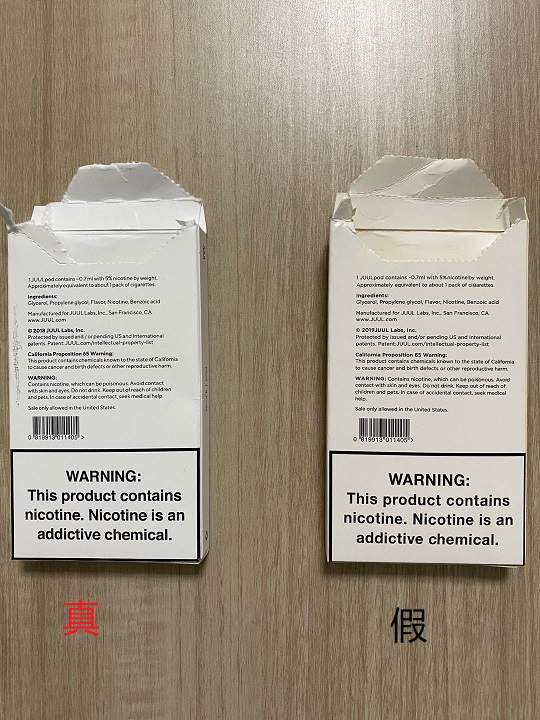 1 JUULpod contains ~0.7ml with 5% nicotine by weight.
Approximately equivalent to about 1 pack of cigarettes.
Ingredients:
Glycerol, Propylene glycol, Flavor, Nicotine, Benzoic acid
Manufactured for JUUL Labs, Inc., San Francisco, CA
www.JUUL.com
© 2018 JUUL Labs, Inc.
Protected by issued and / or pending US and International
patents. Patent: JUUL.com/intellectual-property-list
California Proposition 65 Warning:
This product contains chemicals known to the state of California
to cause cancer and birth defects or other reproductive harm.
WARNING:
Contains nicotine, which can be poisonous. Avoid contact
with skin and eyes. Do not drink. Keep out of reach of children
and pets. In case of accidental contact, seek medical help.
Sale only allowed in the United States.
0 819913 011405 >
WARNING:
This product contains
nicotine. Nicotine is an
addictive chemical.
真
1 JUULpod contains ~0.7ml with 5%nicotine by weight.
Approximately equivalent to about 1 pack of cigarettes.
Ingredients:
Glycerol, Propylene glycol, Flavor, Nicotine, Benzoic acid
Manufactured for JUUL Labs, Inc., San Francisco, CA
www.JUUL.com
© 2019JUUL Labs, Inc.
Protected by issued and / or pending US and International
patents. Patent: JUUL.com/intellectual-property-list
California Proposition 65 Warning:
This product contains chemicals known to the state of California
to cause cancer and birth defects or other reproductive harm.
WARNING: Contains nicotine, which can be poisonous. Avoid
contact with skin and eyes. Do not drink. Keep out of reach of
children and pets. In case of accidental contact, seek medical
help.
Sale only allowed in the United States.
0 819913 011405 >
WARNING:
This product contains
nicotine. Nicotine is an
addictive chemical.
假